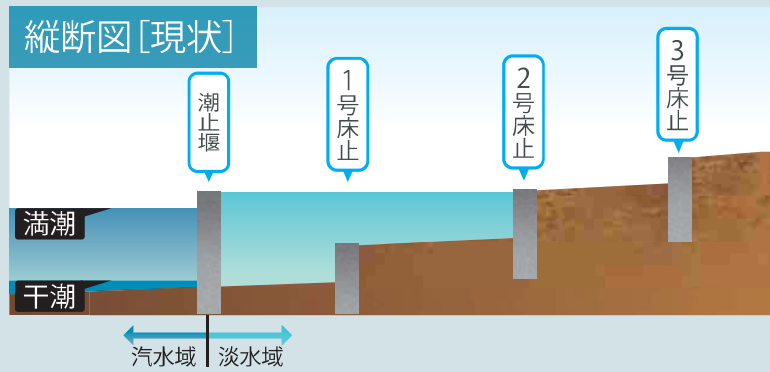 縦断図[現状]
潮止堰
1号床止
2号床止
3号床止
満潮
干潮
汽水域
淡水域